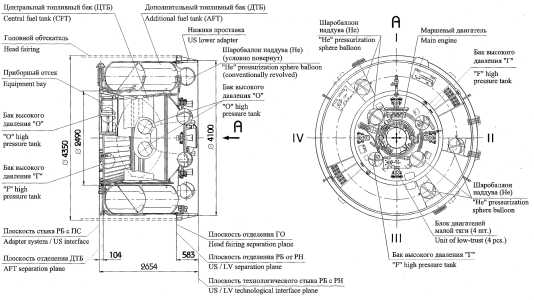 Центральный топливный бак (ЦТБ)
Central fuel tank (CFT)
Дополнительный топливный бак (ДТБ)
Additional fuel tank (AFT)
Нижняя проставка
US lower adapter
Головной обтекатель
Head fairing
Шаробаллон наддува (He)
(условно повернут)
"He" pressurization sphere balloon
(conventionally revolved)
Приборный отсек
Equipment bay
Бак высокого
давления "О"
"O" high
pressure tank
Бак высокого
давления "О"
"O" high
pressure tank
Бак высокого
давления "Г"
"F" high
pressure tank
⌀ 4350
⌀ 2490
⌀ 4100
A
Плоскость стыка РБ с ПС
Adapter system / US interface
Плоскость отделения ДТБ
AFT separation plane
104
583
2654
Плоскость отделения ГО
Head fairing separation plane
Плоскость отделения РБ от РН
US / LV separation plane
Плоскость технологического стыка РБ с РН
US / LV technological interface plane
A
Шаробаллон
наддува (He)
"He" pressurization
sphere balloon
Маршевый двигатель
Main engine
Бак высокого
давления "Г"
"F" high
pressure tank
I
II
III
IV
Шаробаллон
наддува (He)
"He" pressurization
sphere balloon
Блок двигателей
малой тяги (4 шт.)
Unit of low-trust (4 pcs.)
Бак высокого давления "Г"
"F" high pressure tank